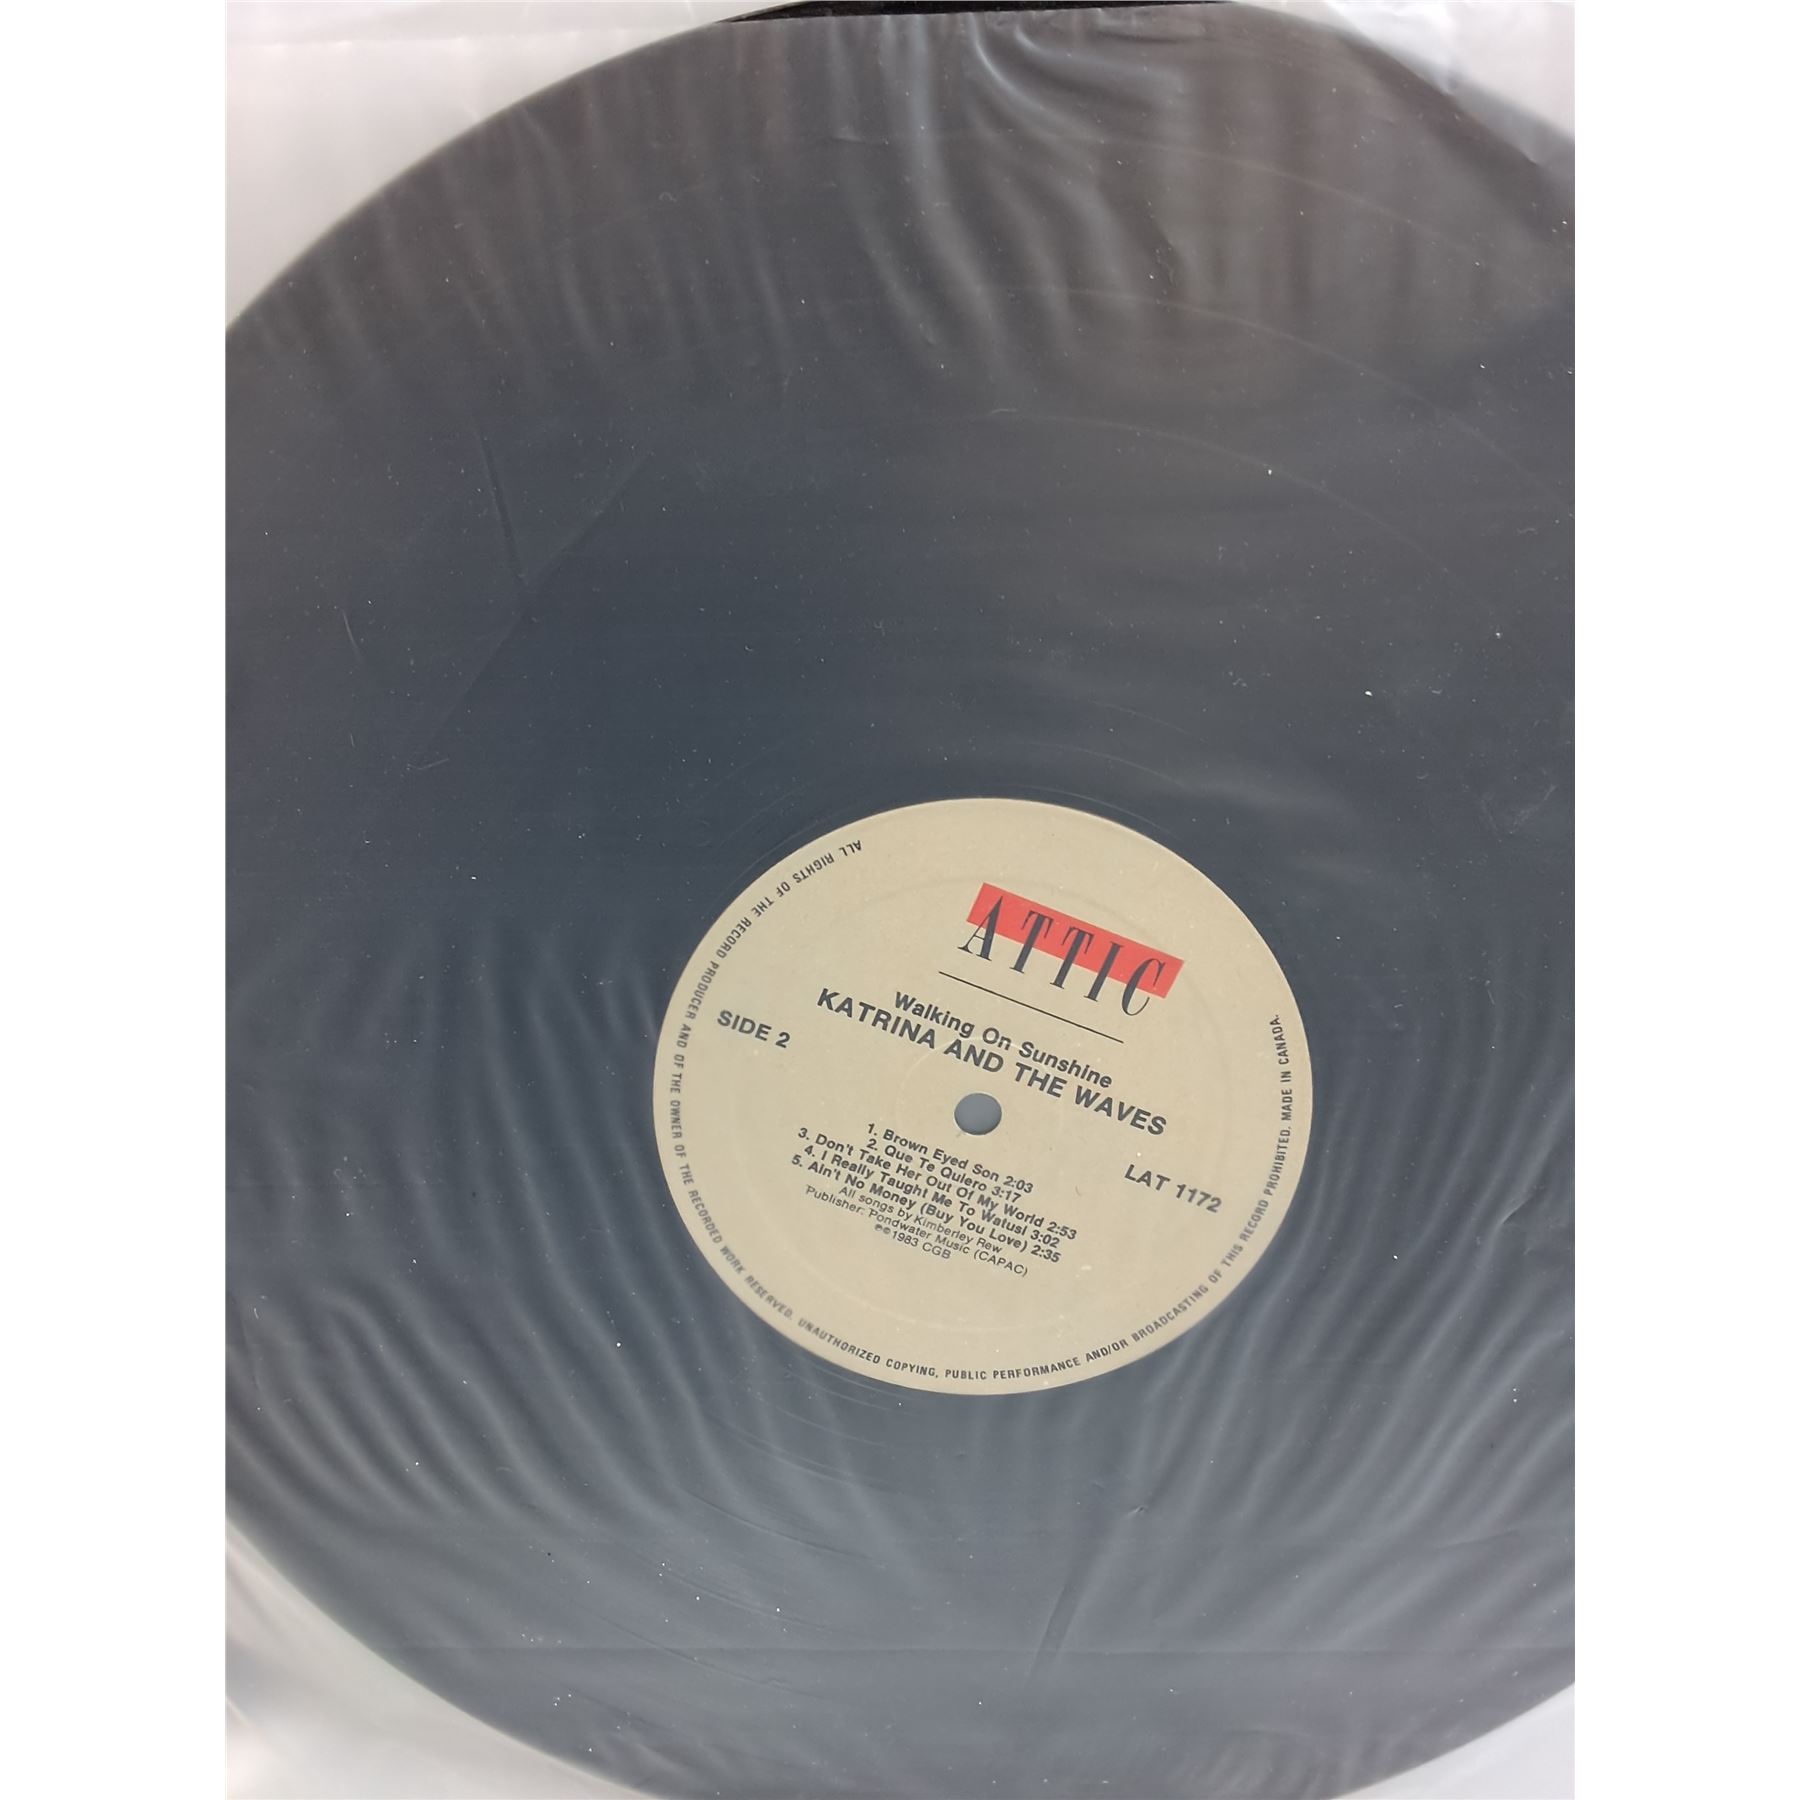 ATTIC
Walking On Sunshine
KATRINA AND THE WAVES
SIDE 2
LAT 1172
1. Brown Eyed Son 2:03
2. Que Te Quiero 3:17
3. Don't Take Her Out Of My World 2:53
4. I Really Taught Me To Watusi 3:02
5. Ain't No Money (Buy You Love) 2:35
All songs by Kimberley Rew
Publisher: Pondwater Music (CAPAC)
℗©1983 CGB
ALL RIGHTS OF THE RECORD PRODUCER AND OF THE OWNER OF THE RECORDED WORK RESERVED. UNAUTHORIZED COPYING, PUBLIC PERFORMANCE AND/OR BROADCASTING OF THIS RECORD PROHIBITED. MADE IN CANADA.